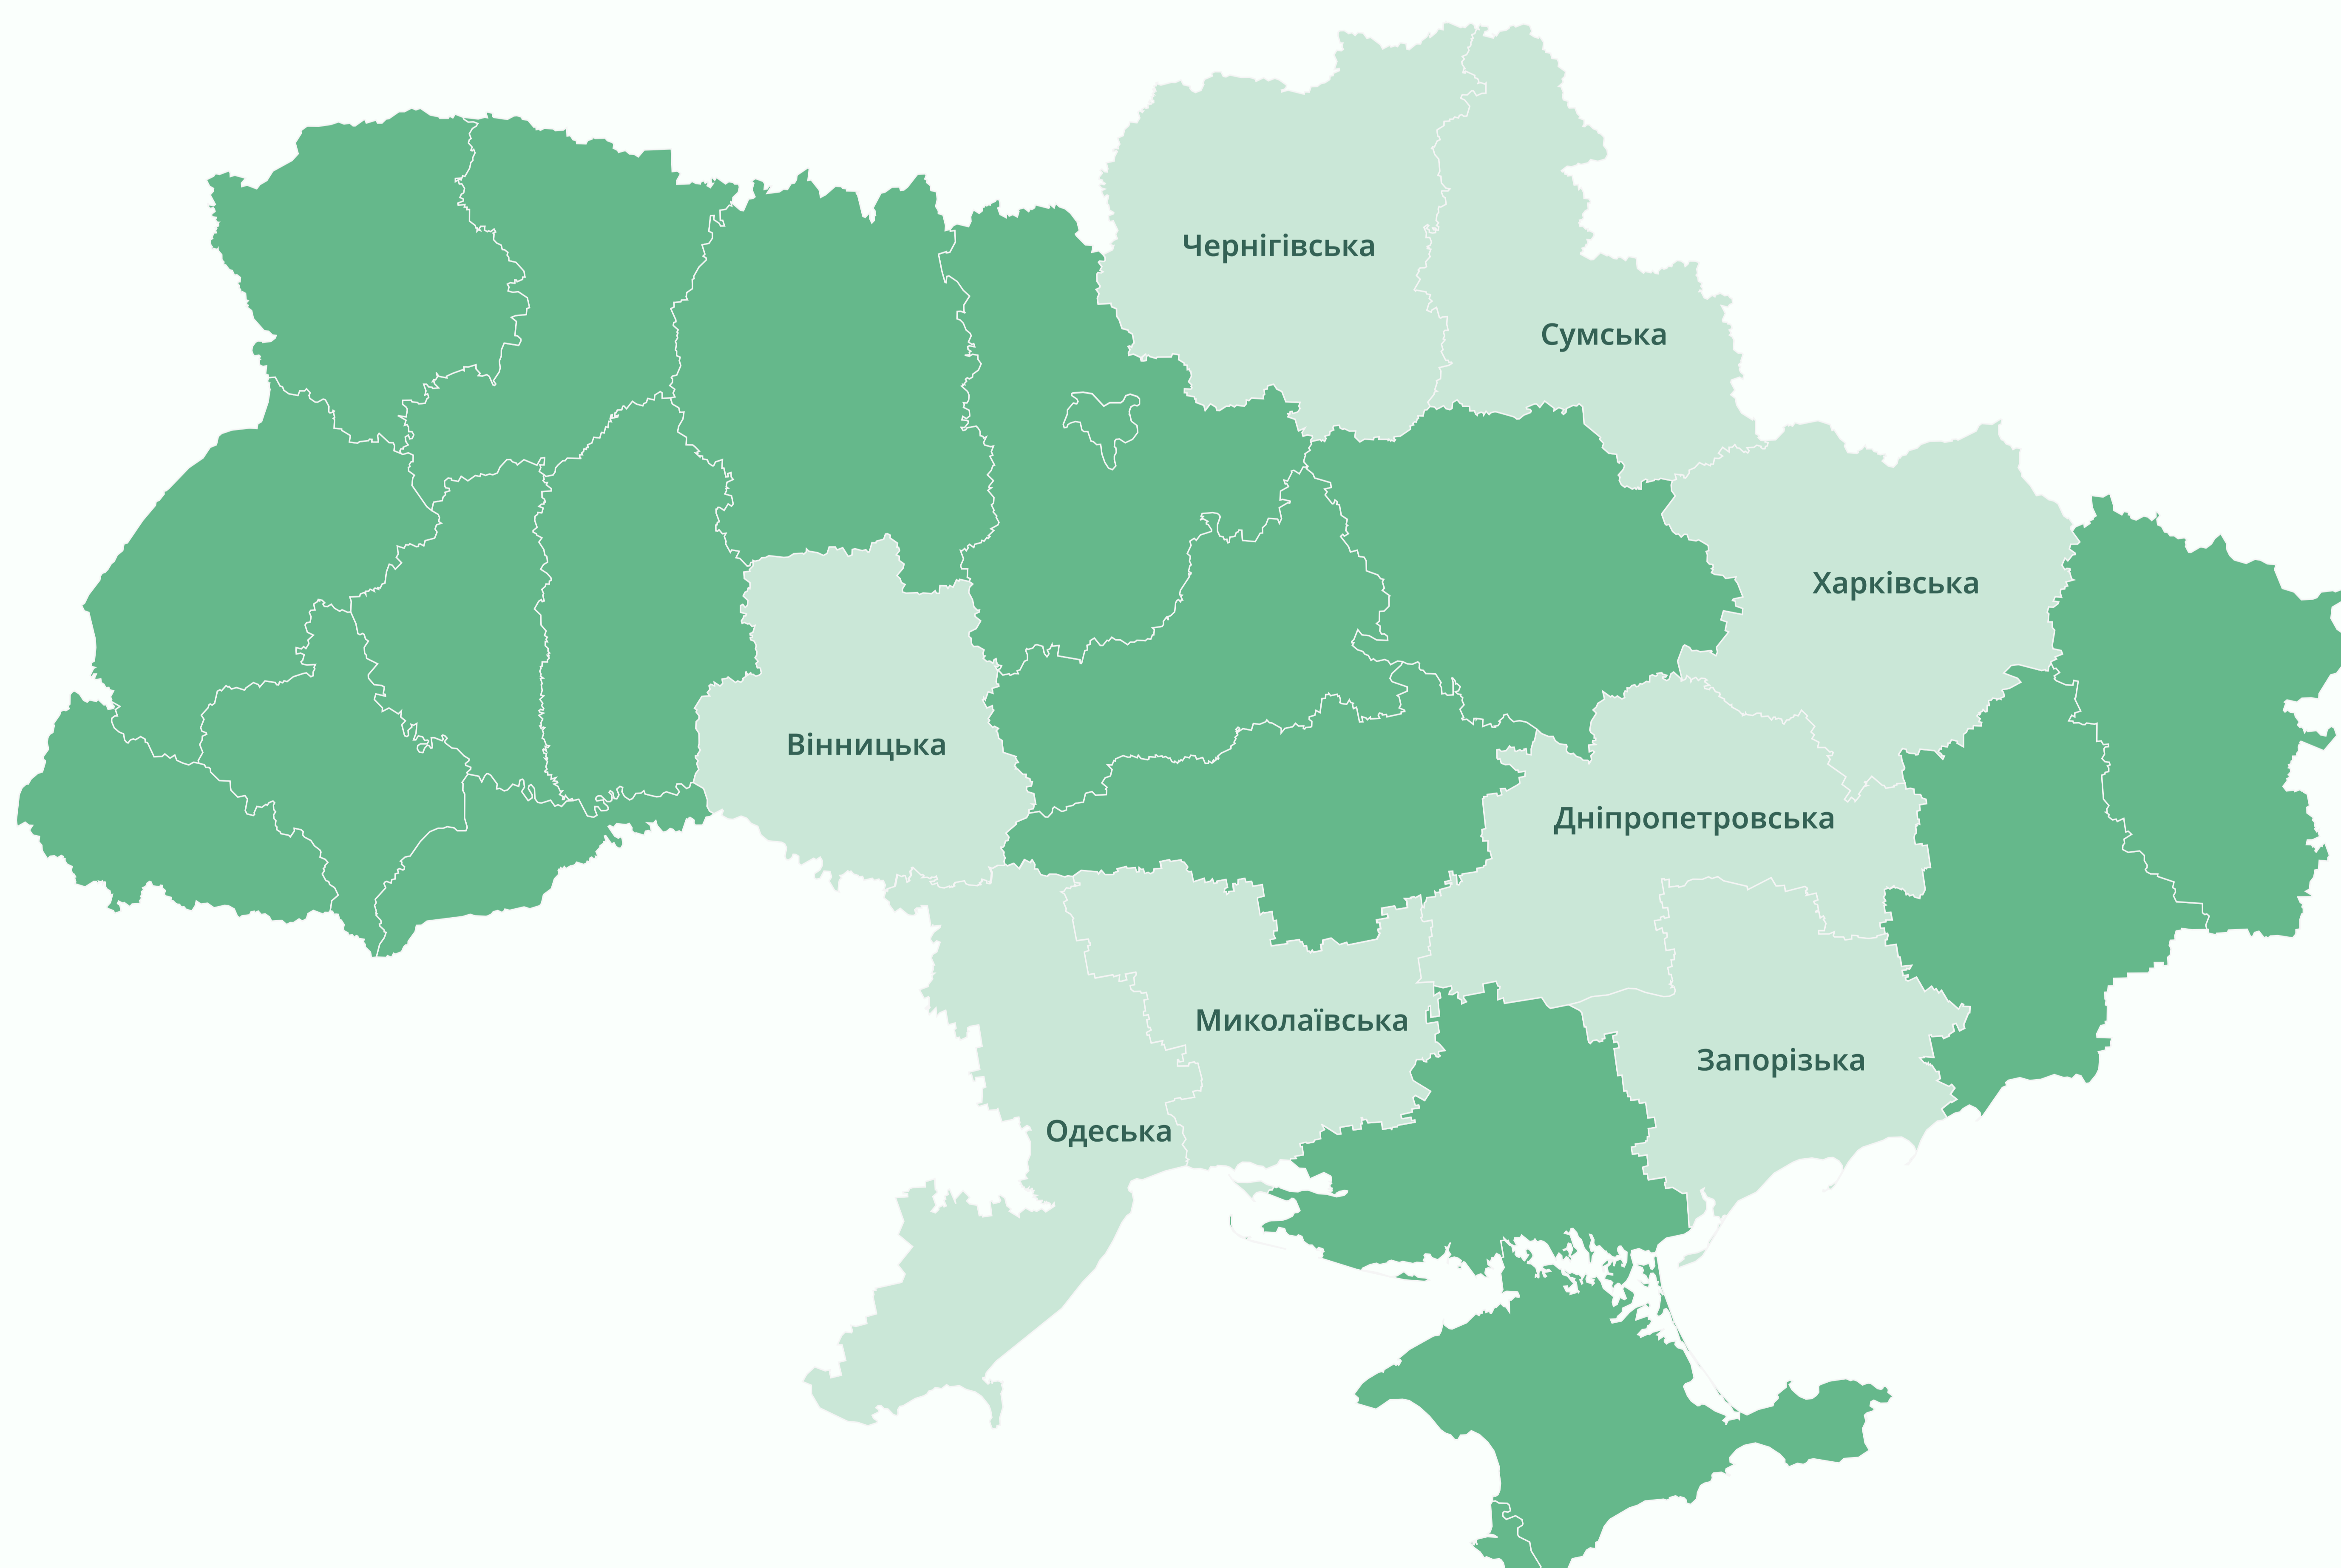 Чернігівська
Сумська
Харківська
Вінницька
Дніпропетровська
Миколаївська
Запорізька
Одеська